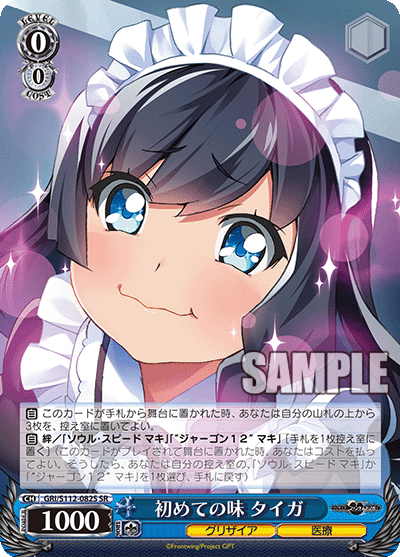 LEVEL
0
0
COST
SAMPLE
自 このカードが手札から舞台に置かれた時、あなたは自分の山札の上から
3枚を、控え室に置いてよい。
自 絆／「ソウル・スピード マキ」「“ジャーゴン１２” マキ」 ［手札を1枚控え室に
置く］ （このカードがプレイされて舞台に置かれた時、あなたはコストを払っ
てよい。そうしたら、あなたは自分の控え室の、「ソウル・スピード マキ」か
「“ジャーゴン１２” マキ」を1枚選び、手札に戻す）
CH GRI/S112-082S SR
1000
初めての味 タイガ
グリザイア
医療
©Frontwing/Project GPT